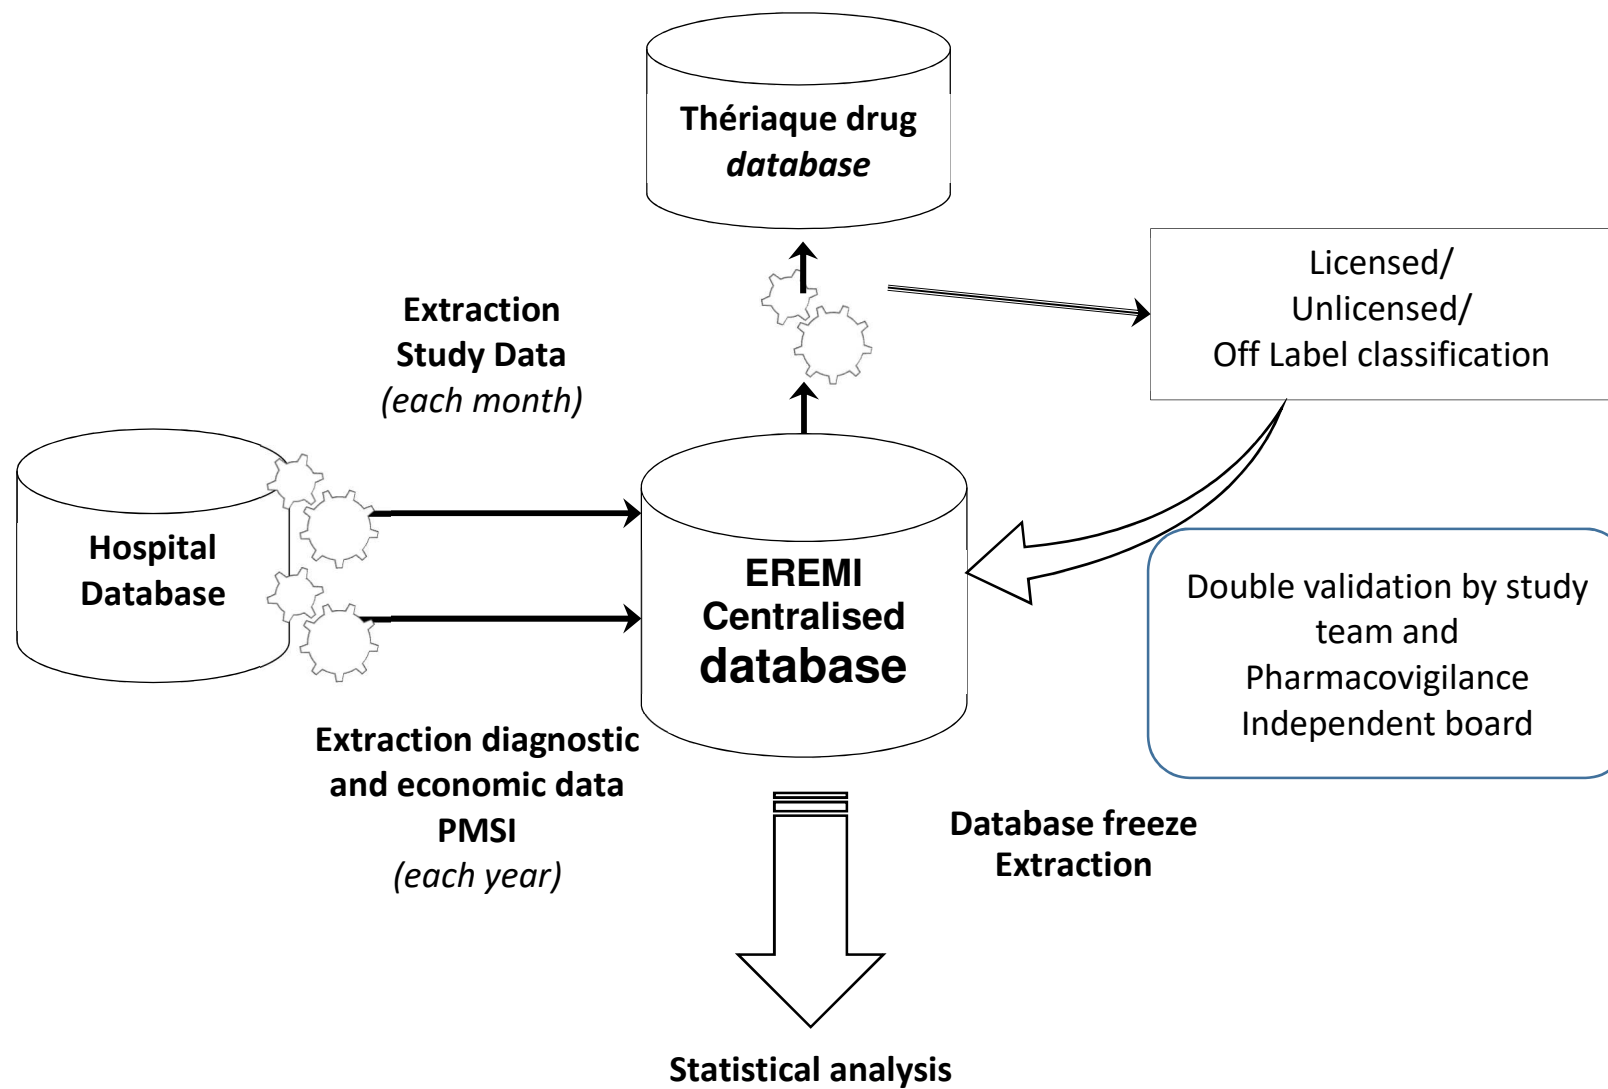 Thériaque drug
database
Licensed/
Unlicensed/
Off Label classification
Extraction
Study Data
(each month)
Hospital
Database
EREMI
Centralised
database
Double validation by study
team and
Pharmacovigilance
Independent board
Extraction diagnostic
and economic data
PMSI
(each year)
Database freeze
Extraction
Statistical analysis